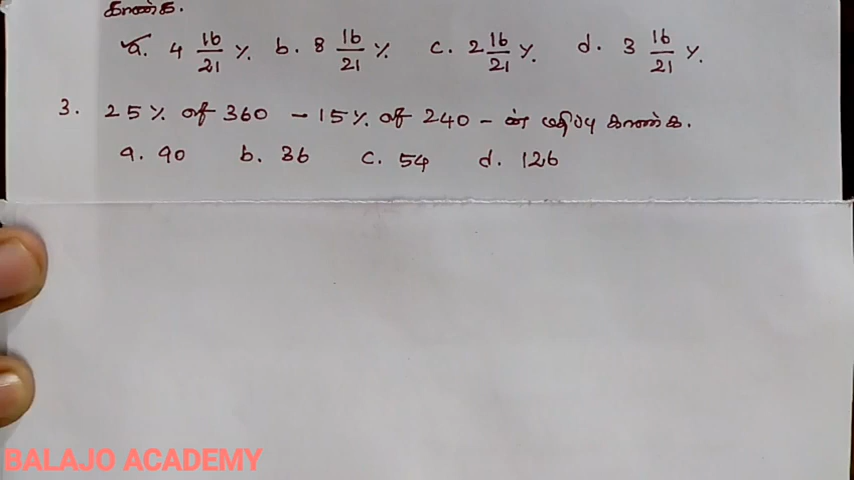 காண்க.
a. 4 16/21 %. b. 8 16/21 % c. 2 16/21 %. d. 3 16/21 %.
3. 25% of 360 - 15% of 240 - ன் மதிப்பு காண்க.
a. 90 b. 36 c. 54 d. 126
BALAJO ACADEMY